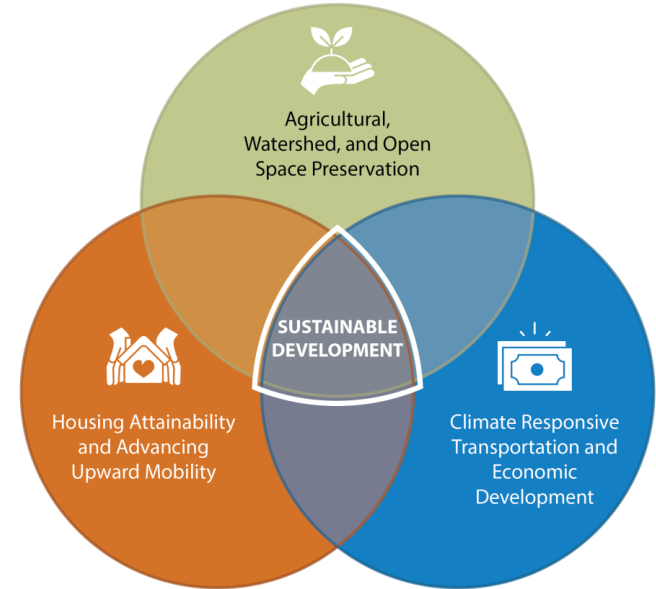 Agricultural,
Watershed, and Open
Space Preservation
SUSTAINABLE
DEVELOPMENT
Housing Attainability
and Advancing
Upward Mobility
Climate Responsive
Transportation and
Economic
Development